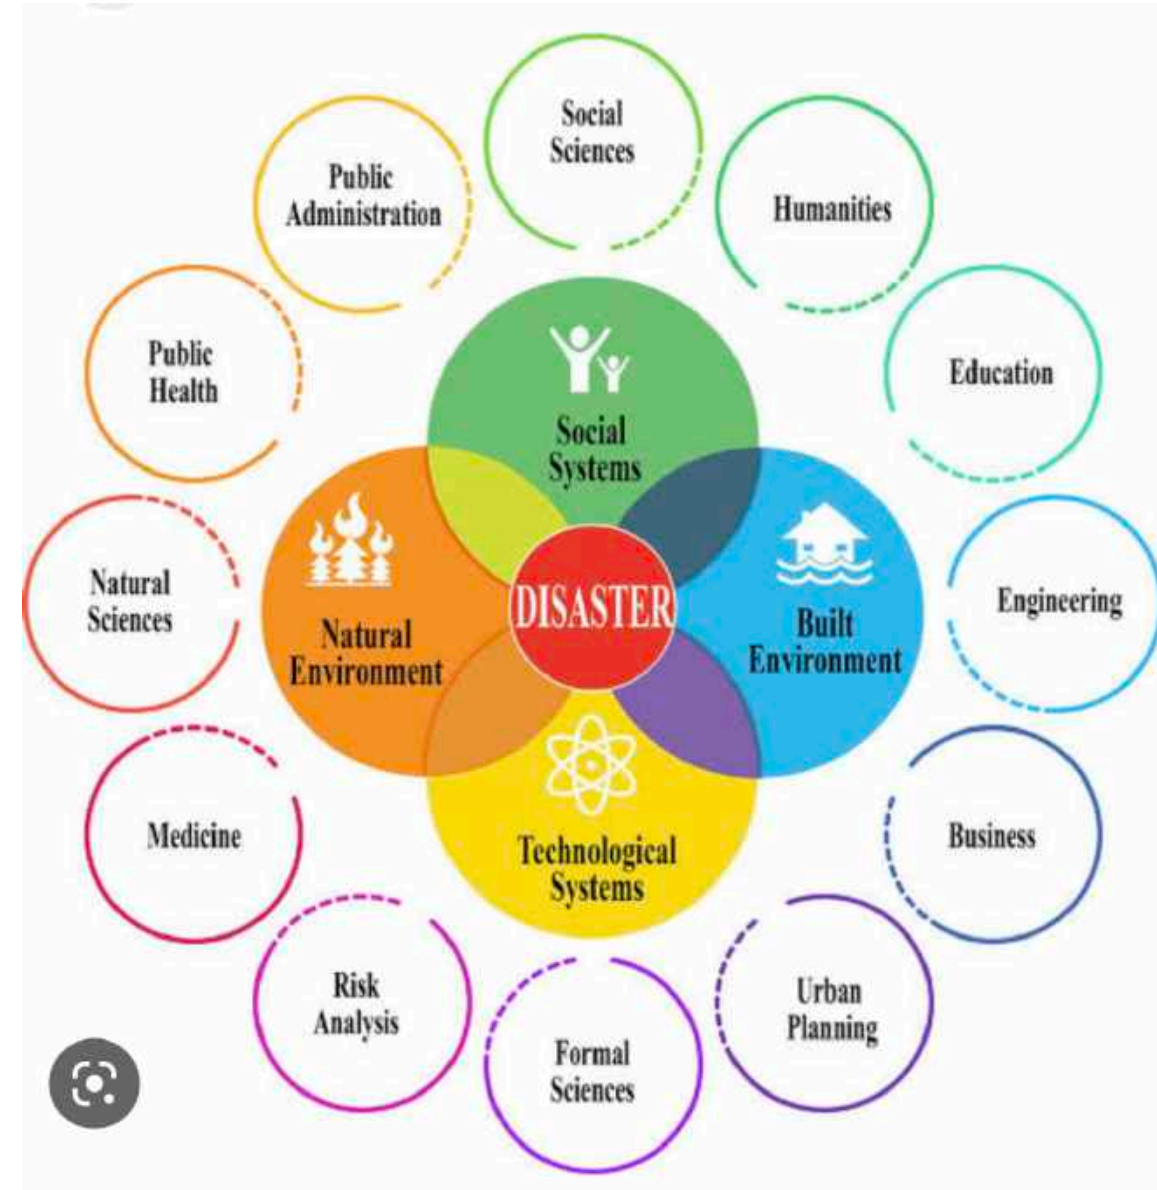 Social
Sciences
Humanities
Education
Engineering
Business
Urban
Planning
Formal
Sciences
Risk
Analysis
Medicine
Natural
Sciences
Public
Health
Public
Administration
Social
Systems
Built
Environment
Technological
Systems
Natural
Environment
DISASTER